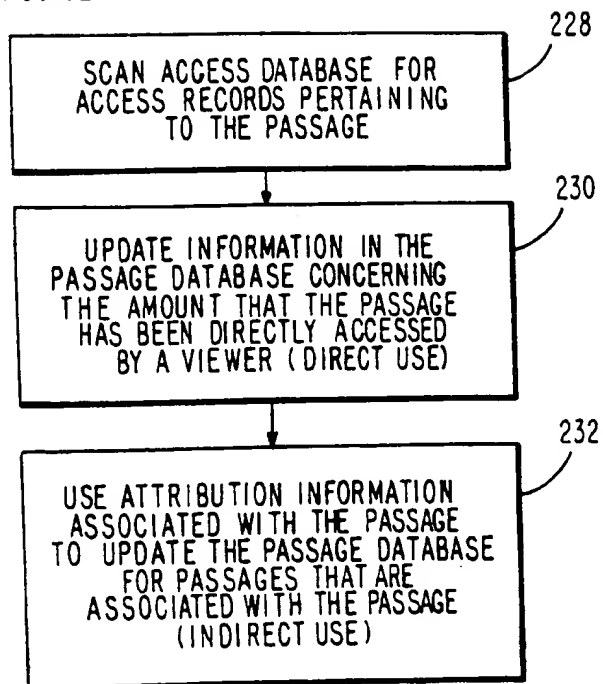 228
SCAN ACCESS DATABASE FOR
ACCESS RECORDS PERTAINING
TO THE PASSAGE
230
UPDATE INFORMATION IN THE
PASSAGE DATABASE CONCERNING
THE AMOUNT THAT THE PASSAGE
HAS BEEN DIRECTLY ACCESSED
BY A VIEWER (DIRECT USE)
232
USE ATTRIBUTION INFORMATION
ASSOCIATED WITH THE PASSAGE
TO UPDATE THE PASSAGE DATABASE
FOR PASSAGES THAT ARE
ASSOCIATED WITH THE PASSAGE
(INDIRECT USE)